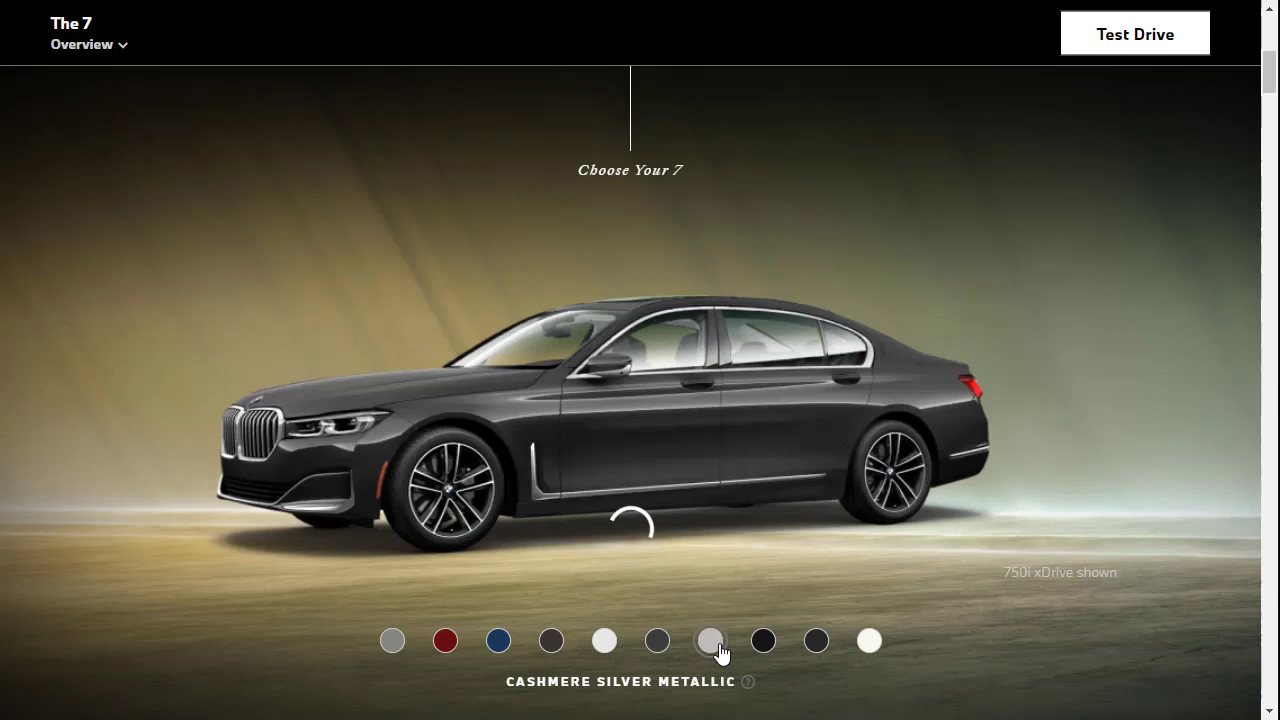 The 7
Overview
Test Drive
Choose Your 7
750i xDrive shown
CASHMERE SILVER METALLIC ?